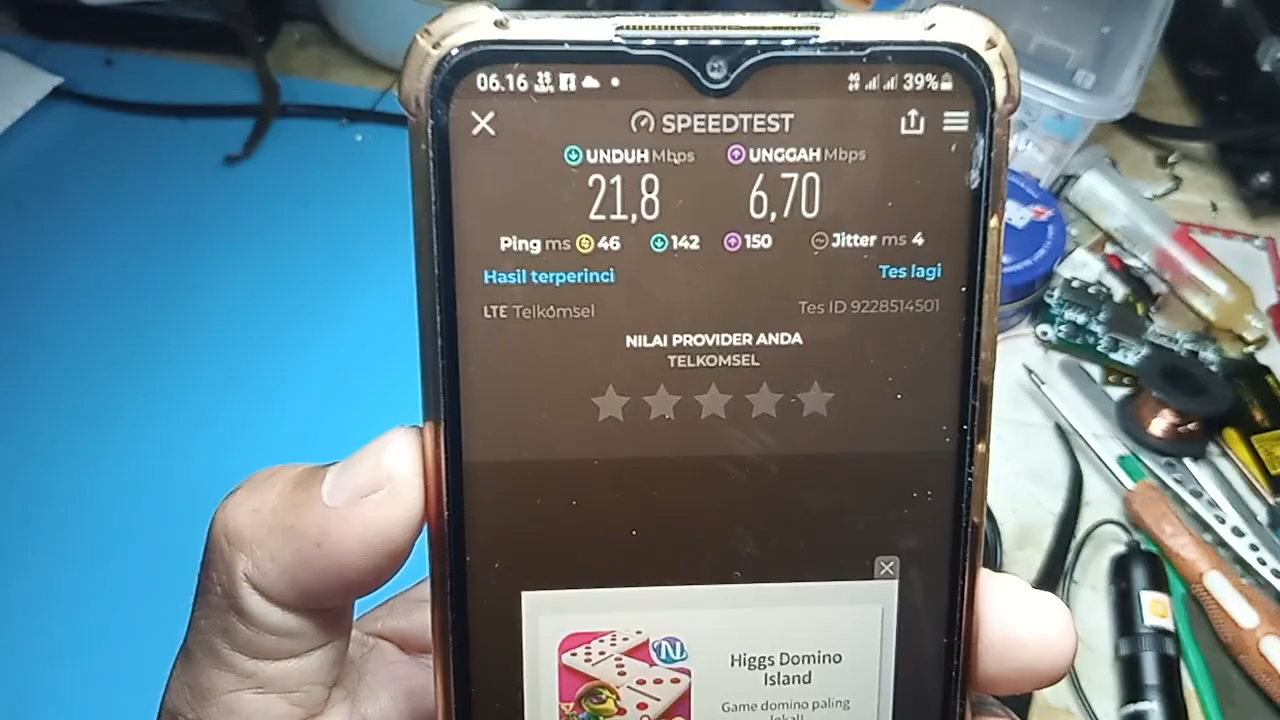 06.16 39%
SPEEDTEST
UNDUH Mbps UNGGAH Mbps
21,8 6,70
Ping ms 46 142 150 Jitter ms 4
Hasil terperinci Tes lagi
LTE Telkomsel Tes ID 9228514501
NILAI PROVIDER ANDA
TELKOMSEL
Higgs Domino
Island
Game domino paling